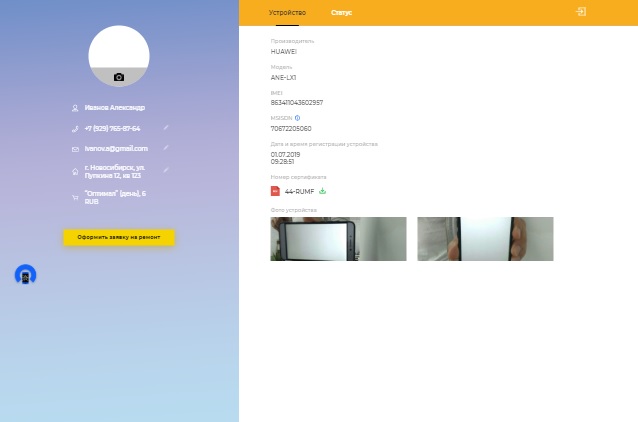 Иванов Александр
+7 (929) 765-87-64
ivanov.a@gmail.com
г. Новосибирск, ул.
Пупкина 12, кв 123
"Оптимал" (день), 6
RUB
Оформить заявку на ремонт
Устройство
Статус
Производитель
HUAWEI
Модель
ANE-LX1
IMEI
863411043602957
MSISDN
70672205060
Дата и время регистрации устройства
01.07.2019
09:28:51
Номер сертификата
44-RUMF
Фото устройства